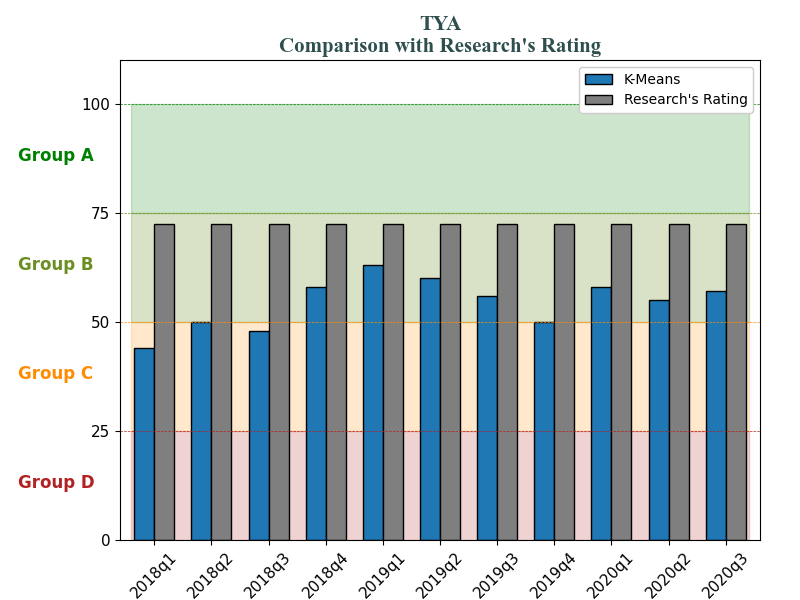 TYA
Comparison with Research's Rating
K-Means
Research's Rating
100
Group A
75
Group B
50
Group C
25
Group D
0
2018q1
2018q2
2018q3
2018q4
2019q1
2019q2
2019q3
2019q4
2020q1
2020q2
2020q3